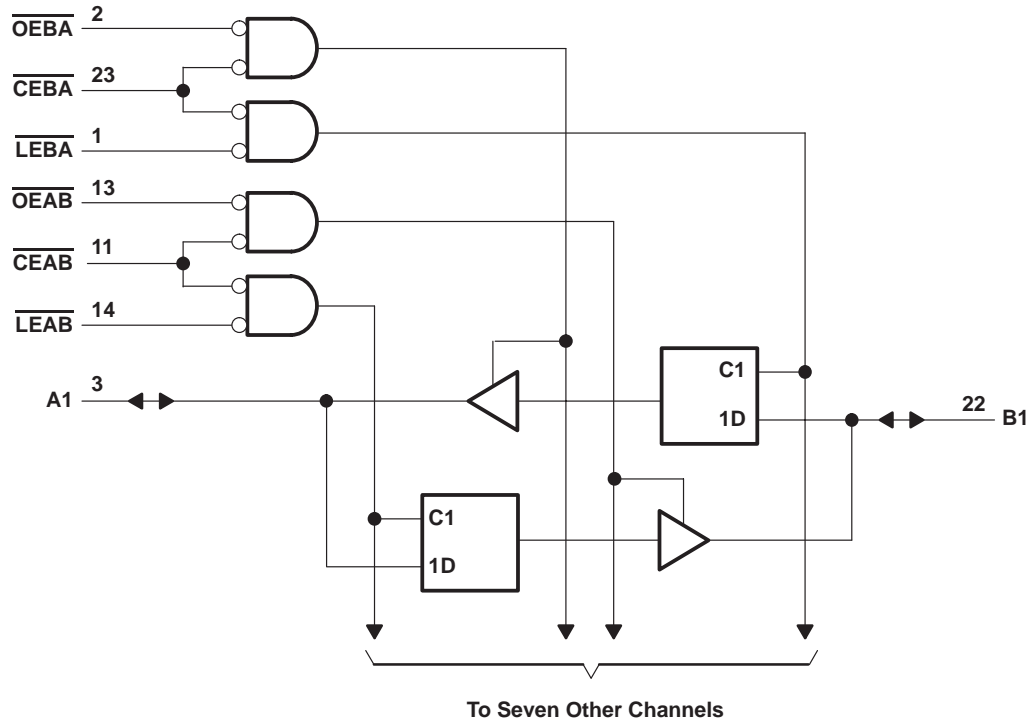 OEBA 2
CEBA 23
LEBA 1
OEAB 13
CEAB 11
LEAB 14
A1 3
C1
1D
22 B1
C1
1D
To Seven Other Channels